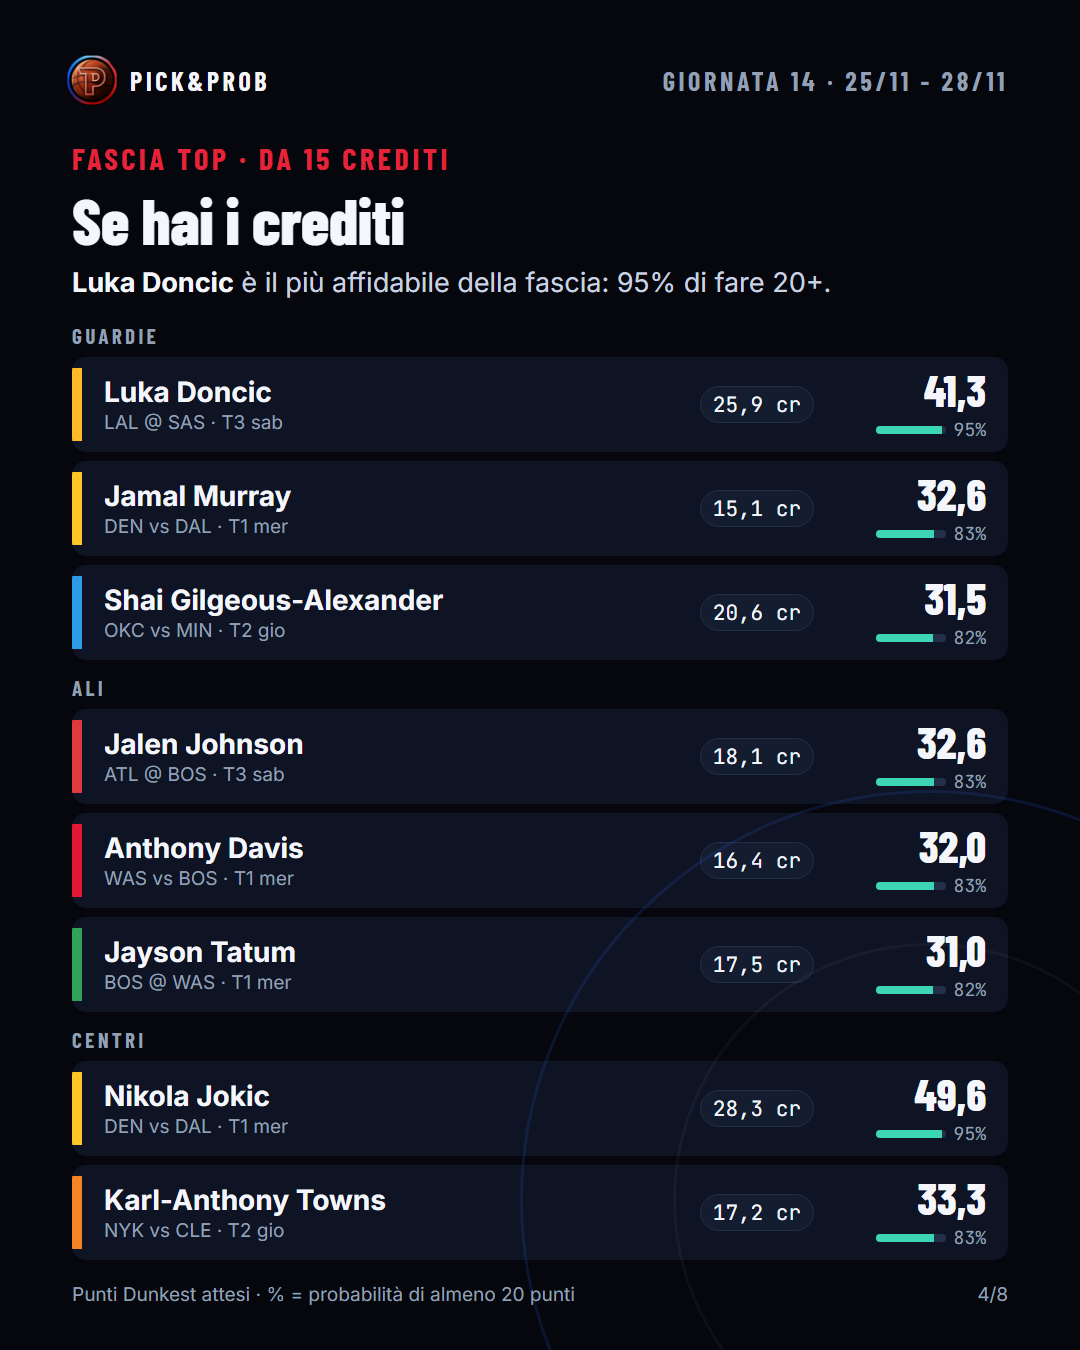 PICK&PROB
GIORNATA 14 · 25/11 - 28/11
FASCIA TOP · DA 15 CREDITI
Se hai i crediti
Luka Doncic è il più affidabile della fascia: 95% di fare 20+.
GUARDIE
Luka Doncic
LAL @ SAS · T3 sab
25,9 cr
41,3
95%
Jamal Murray
DEN vs DAL · T1 mer
15,1 cr
32,6
83%
Shai Gilgeous-Alexander
OKC vs MIN · T2 gio
20,6 cr
31,5
82%
ALI
Jalen Johnson
ATL @ BOS · T3 sab
18,1 cr
32,6
83%
Anthony Davis
WAS vs BOS · T1 mer
16,4 cr
32,0
83%
Jayson Tatum
BOS @ WAS · T1 mer
17,5 cr
31,0
82%
CENTRI
Nikola Jokic
DEN vs DAL · T1 mer
28,3 cr
49,6
95%
Karl-Anthony Towns
NYK vs CLE · T2 gio
17,2 cr
33,3
83%
Punti Dunkest attesi · % = probabilità di almeno 20 punti
4/8